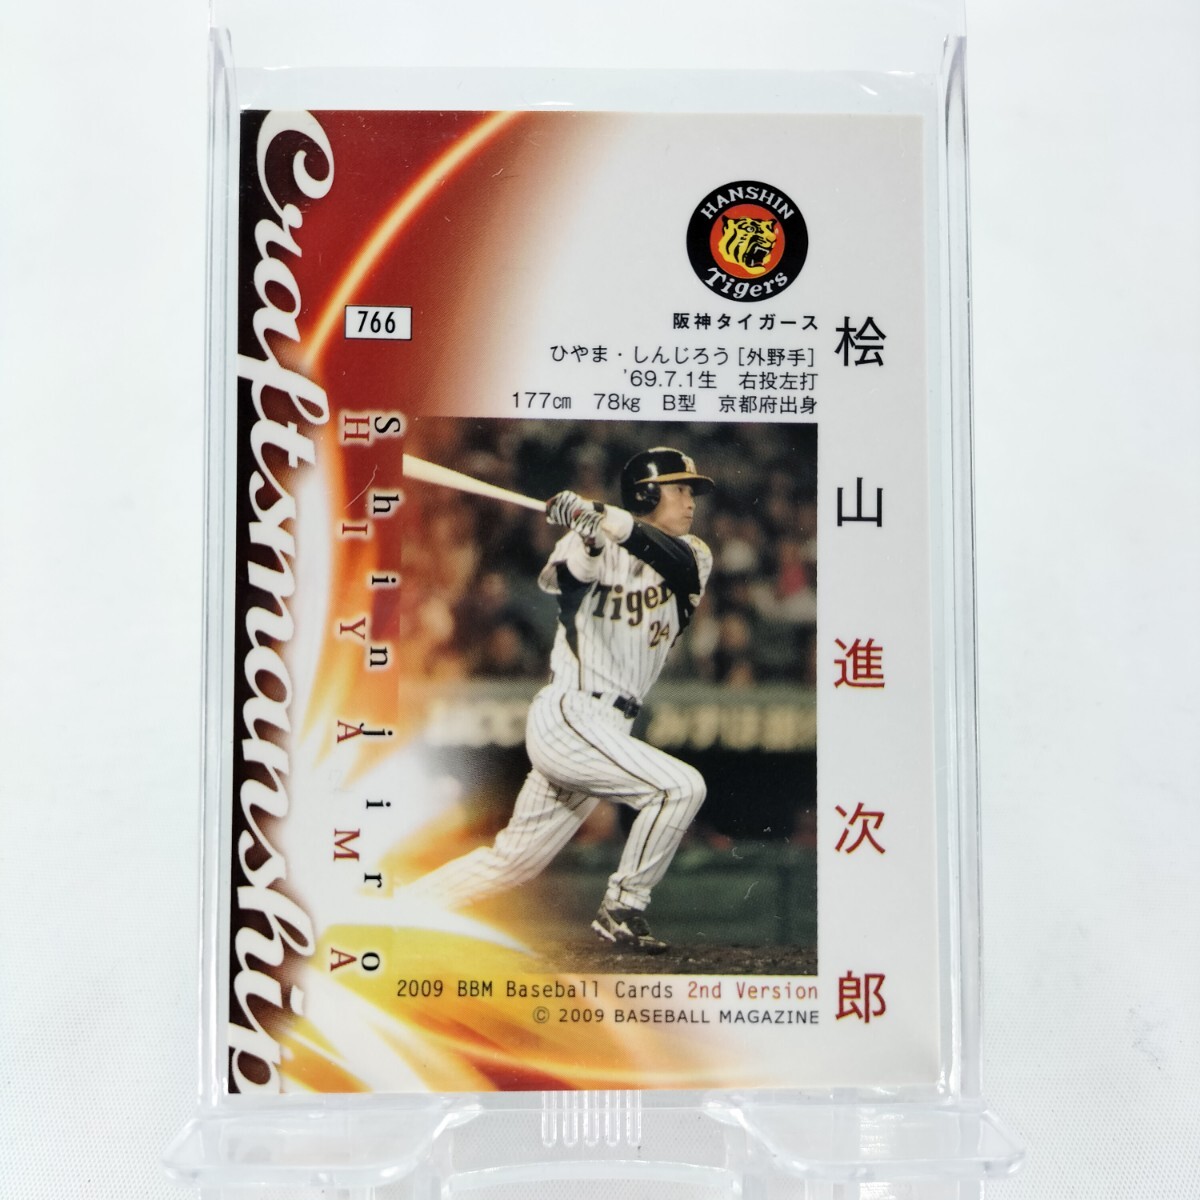 Craftsmanship
HANSHIN
Tigers
阪神タイガース
766
ひやま・しんじろう［外野手］
'69.7.1生　右投左打
177㎝　78㎏　B型　京都府出身
桧山進次郎
Shinjiro
HIYAMA
Tigers
24
2009 BBM Baseball Cards 2nd Version
© 2009 BASEBALL MAGAZINE